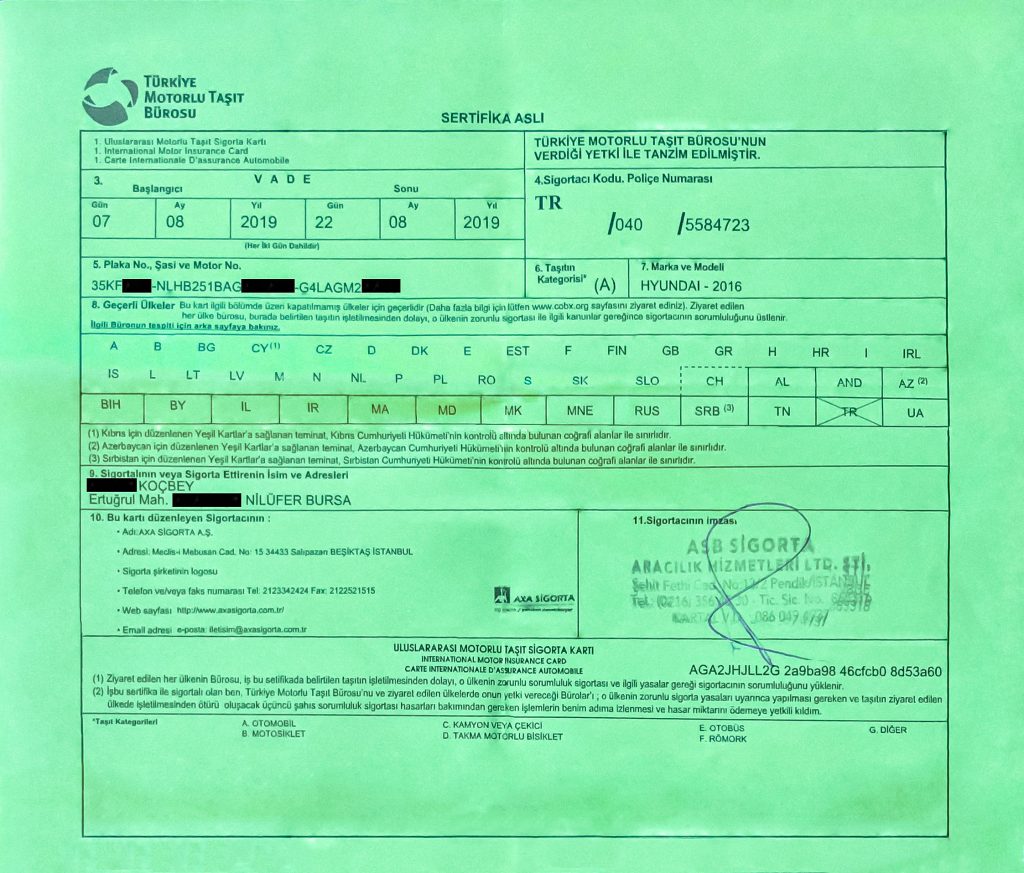 TÜRKİYE
MOTORLU TAŞIT
BÜROSU
SERTİFİKA ASLI
1. Uluslararası Motorlu Taşıt Sigorta Kartı
1. International Motor Insurance Card
1. Carte Internationale D'assurance Automobile
TÜRKİYE MOTORLU TAŞIT BÜROSU'NUN
VERDİĞİ YETKİ İLE TANZİM EDİLMİŞTİR.
3. VADE
Başlangıcı Sonu
Gün Ay Yıl Gün Ay Yıl
07 08 2019 22 08 2019
(Her İki Gün Dahildir)
4.Sigortacı Kodu. Poliçe Numarası
TR
/040 /5584723
5. Plaka No., Şasi ve Motor No.
35KF -NLHB251BAG -G4LAGM2
6. Taşıtın
Kategorisi* (A)
7. Marka ve Modeli
HYUNDAI - 2016
8. Geçerli Ülkeler Bu kart ilgili bölümde üzeri kapatılmamış ülkeler için geçerlidir (Daha fazla bilgi için lütfen www.cobx.org sayfasını ziyaret ediniz). Ziyaret edilen
her ülke bürosu, burada belirtilen taşıtın işletilmesinden dolayı, o ülkenin zorunlu sigortası ile ilgili kanunlar gereğince sigortacının sorumluluğunu üstlenir.
İlgili Büronun tespiti için arka sayfaya bakınız.
A B BG CY(1) CZ D DK E EST F FIN GB GR H HR I IRL
IS L LT LV M N NL P PL RO S SK SLO CH AL AND AZ (2)
BIH BY IL IR MA MD MK MNE RUS SRB (3) TN TR UA
(1) Kıbrıs için düzenlenen Yeşil Kartlar'a sağlanan teminat, Kıbrıs Cumhuriyeti Hükümeti'nin kontrolü altında bulunan coğrafi alanlar ile sınırlıdır.
(2) Azerbaycan için düzenlenen Yeşil Kartlar'a sağlanan teminat, Azerbaycan Cumhuriyeti Hükümeti'nin kontrolü altında bulunan coğrafi alanlar ile sınırlıdır.
(3) Sırbistan için düzenlenen Yeşil Kartlar'a sağlanan teminat, Sırbistan Cumhuriyeti Hükümeti'nin kontrolü altında bulunan coğrafi alanlar ile sınırlıdır.
9. Sigortalının veya Sigorta Ettirenin İsim ve Adresleri
KOÇBEY
Ertuğrul Mah. NİLÜFER BURSA
10. Bu kartı düzenleyen Sigortacının :
• Adı:AXA SİGORTA A.Ş.
• Adresi: Meclis-i Mebusan Cad. No: 15 34433 Salıpazarı BEŞİKTAŞ İSTANBUL
• Sigorta şirketinin logosu
• Telefon ve/veya faks numarası Tel: 2123342424 Fax: 2122521515
• Web sayfası http://www.axasigorta.com.tr/
• Email adresi e-posta: iletisim@axasigorta.com.tr
AXA SİGORTA
11.Sigortacının imzası
ASB SİGORTA
ARACILIK HİZMETLERİ LTD. ŞTİ.
Şehit Fethi Cad. No: Pendik/İSTANBUL
Tel: (0216) Tic. Sic. No.
KARTAL V.D.: 086 049
ULUSLARARASI MOTORLU TAŞIT SİGORTA KARTI
INTERNATIONAL MOTOR INSURANCE CARD
CARTE INTERNATIONALE D'ASSURANCE AUTOMOBILE
AGA2JHJLL2G 2a9ba98 46cfcb0 8d53a60
(1) Ziyaret edilen her ülkenin Bürosu, iş bu setifikada belirtilen taşıtın işletilmesinden dolayı, o ülkenin zorunlu sorumluluk sigortası ve ilgili yasalar gereği sigortacının sorumluluğunu yüklenir.
(2) İşbu sertifika ile sigortalı olan ben, Türkiye Motorlu Taşıt Bürosu'nu ve ziyaret edilen ülkelerde onun yetki vereceği Bürolar'ı ; o ülkenin zorunlu sigorta yasaları uyarınca yapılması gereken ve taşıtın ziyaret edilen
ülkede işletilmesinden ötürü oluşacak üçüncü şahıs sorumluluk sigortası hasarları bakımından gereken işlemlerin benim adıma izlenmesi ve hasar miktarını ödemeye yetkili kıldım.
*Taşıt Kategorileri
A. OTOMOBİL C. KAMYON VEYA ÇEKİCİ E. OTOBÜS G. DİĞER
B. MOTOSİKLET D. TAKMA MOTORLU BİSİKLET F. RÖMORK